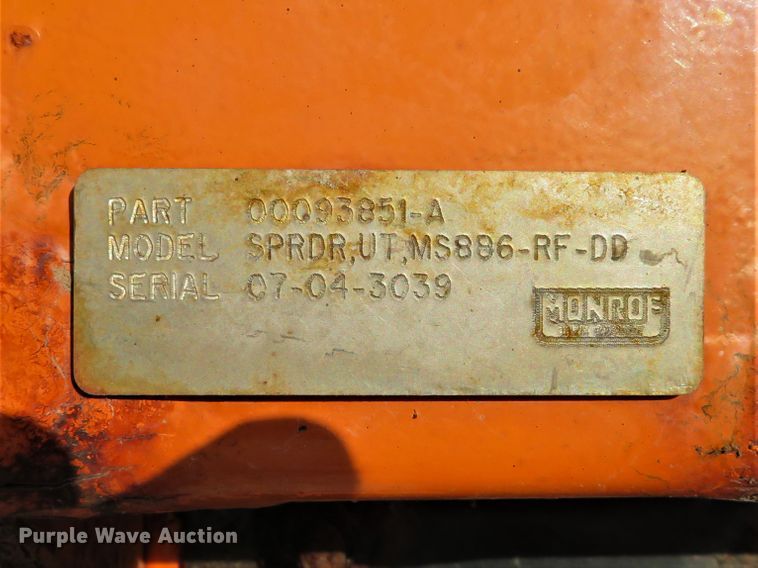 PART 00093851-A
MODEL SPRDR,UT,MS886-RF-DD
SERIAL 07-04-3039
MONROE
Purple Wave Auction